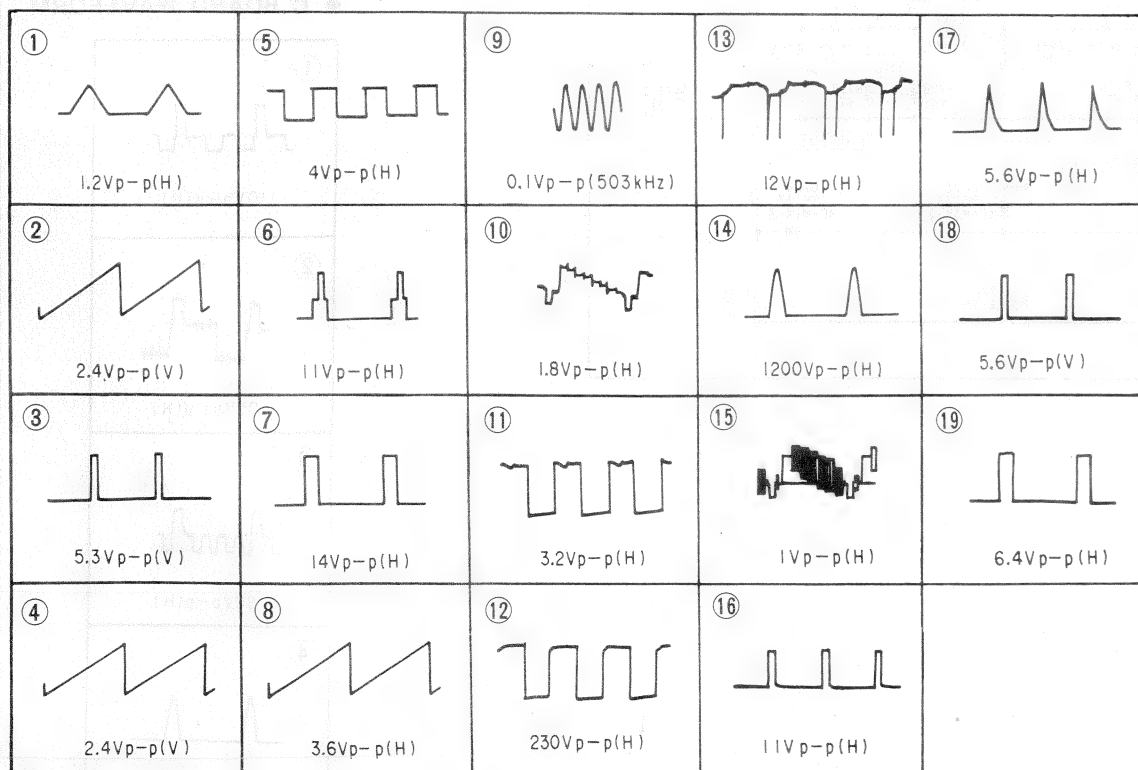 ①
1.2Vp-p(H)
②
2.4Vp-p(V)
③
5.3Vp-p(V)
④
2.4Vp-p(V)
⑤
4Vp-p(H)
⑥
11Vp-p(H)
⑦
14Vp-p(H)
⑧
3.6Vp-p(H)
⑨
0.1Vp-p(503kHz)
⑩
1.8Vp-p(H)
⑪
3.2Vp-p(H)
⑫
230Vp-p(H)
⑬
12Vp-p(H)
⑭
1200Vp-p(H)
⑮
1Vp-p(H)
⑯
11Vp-p(H)
⑰
5.6Vp-p(H)
⑱
5.6Vp-p(V)
⑲
6.4Vp-p(H)